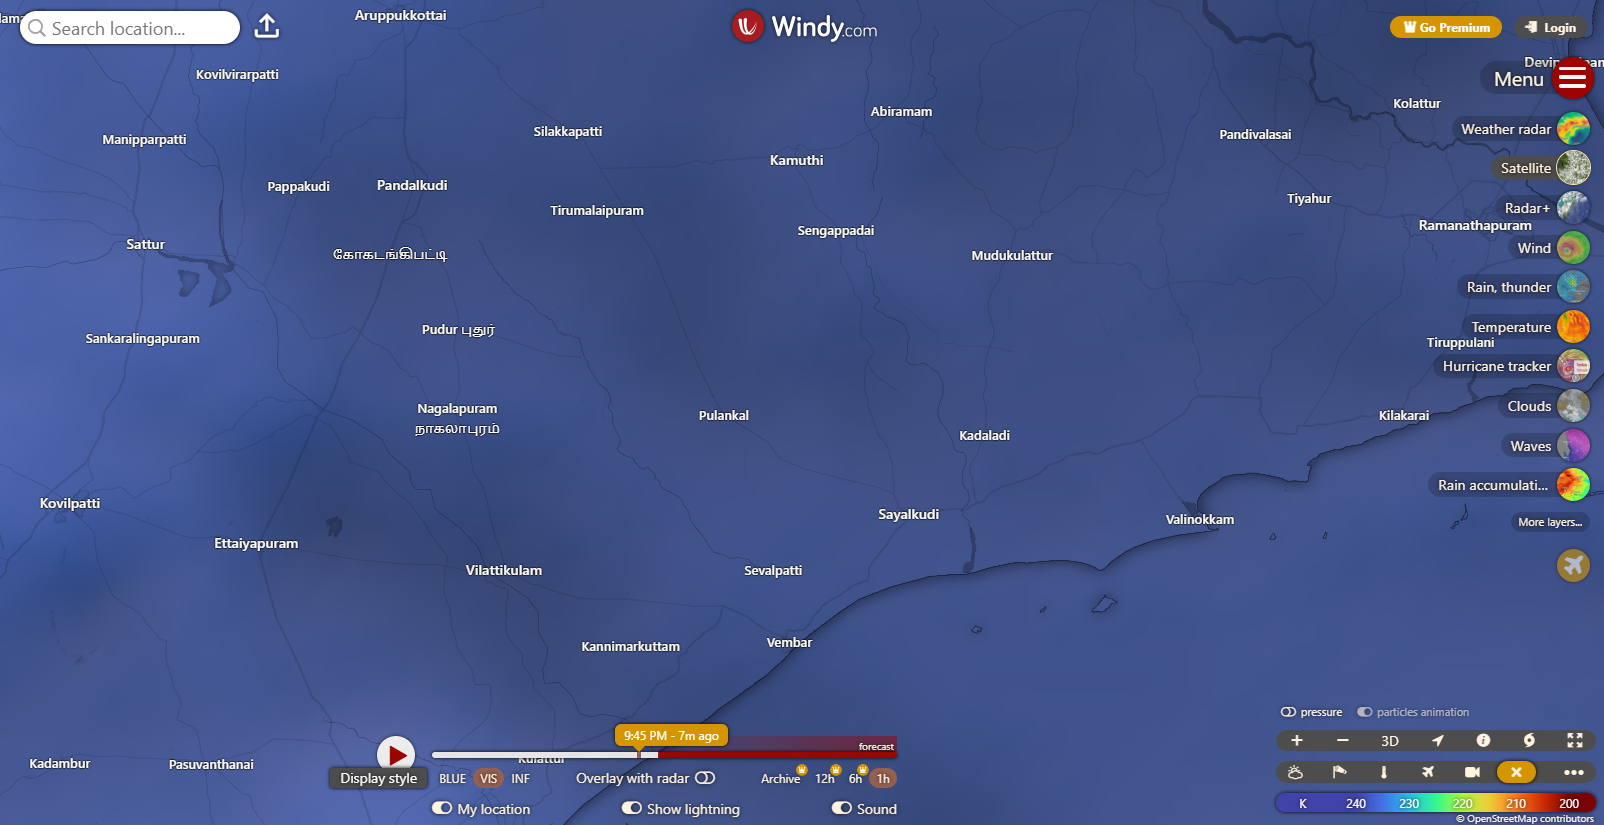 Search location...
Aruppukkottai
Windy.com
Go Premium
Login
Menu
Kovilvirarpatti
Abiramam
Kolattur
Manipparpatti
Silakkapatti
Pandivalasai
Weather radar
Kamuthi
Satellite
Pappakudi
Pandalkudi
Tirumalaipuram
Tiyahur
Radar+
Sengappadai
Ramanathapuram
Sattur
கோகடங்கிபட்டி
Mudukulattur
Wind
Rain, thunder
Pudur புதுர்
Temperature
Sankaralingapuram
Tiruppulani
Hurricane tracker
Nagalapuram
நாகலாபுரம்
Pulankal
Kilakarai
Clouds
Kadaladi
Waves
Rain accumulati...
Kovilpatti
Sayalkudi
Valinokkam
More layers...
Ettaiyapuram
Vilattikulam
Sevalpatti
Kannimarkuttam
Vembar
pressure
particles animation
9:45 PM - 7m ago
forecast
3D
Kadambur
Pasuvanthanai
Kulattur
Display style
BLUE
VIS
INF
Overlay with radar
Archive
12h
6h
1h
My location
Show lightning
Sound
K 240 230 220 210 200
© OpenStreetMap contributors